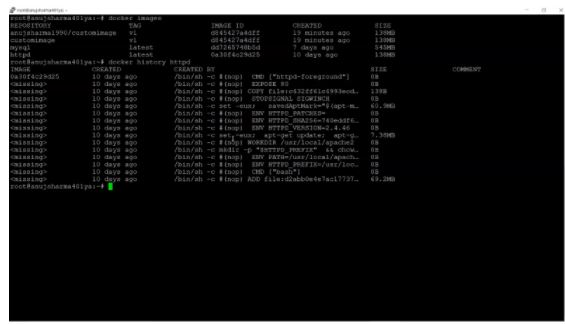 root@anujsharma401ya: ~
root@anujsharma401ya:~# docker images
REPOSITORY TAG IMAGE ID CREATED SIZE
anujsharma1990/customimage v1 d845427a4dff 19 minutes ago 138MB
customimage v1 d845427a4dff 19 minutes ago 138MB
mysql latest dd7265748b5d 7 days ago 545MB
httpd latest 0a30f4c29d25 10 days ago 138MB
root@anujsharma401ya:~# docker history httpd
IMAGE CREATED CREATED BY SIZE COMMENT
0a30f4c29d25 10 days ago /bin/sh -c #(nop) CMD ["httpd-foreground"] 0B
<missing> 10 days ago /bin/sh -c #(nop) EXPOSE 80 0B
<missing> 10 days ago /bin/sh -c #(nop) COPY file:c432ff61c4993ecd… 138B
<missing> 10 days ago /bin/sh -c #(nop) STOPSIGNAL SIGWINCH 0B
<missing> 10 days ago /bin/sh -c set -eux; savedAptMark="$(apt-m… 60.9MB
<missing> 10 days ago /bin/sh -c #(nop) ENV HTTPD_PATCHES= 0B
<missing> 10 days ago /bin/sh -c #(nop) ENV HTTPD_SHA256=740eddf6… 0B
<missing> 10 days ago /bin/sh -c #(nop) ENV HTTPD_VERSION=2.4.46 0B
<missing> 10 days ago /bin/sh -c set -eux; apt-get update; apt-g… 7.38MB
<missing> 10 days ago /bin/sh -c #(nop) WORKDIR /usr/local/apache2 0B
<missing> 10 days ago /bin/sh -c mkdir -p "$HTTPD_PREFIX" && chow… 0B
<missing> 10 days ago /bin/sh -c #(nop) ENV PATH=/usr/local/apach… 0B
<missing> 10 days ago /bin/sh -c #(nop) ENV HTTPD_PREFIX=/usr/loc… 0B
<missing> 10 days ago /bin/sh -c #(nop) CMD ["bash"] 0B
<missing> 10 days ago /bin/sh -c #(nop) ADD file:d2abb0e4e7ac17737… 69.2MB
root@anujsharma401ya:~#